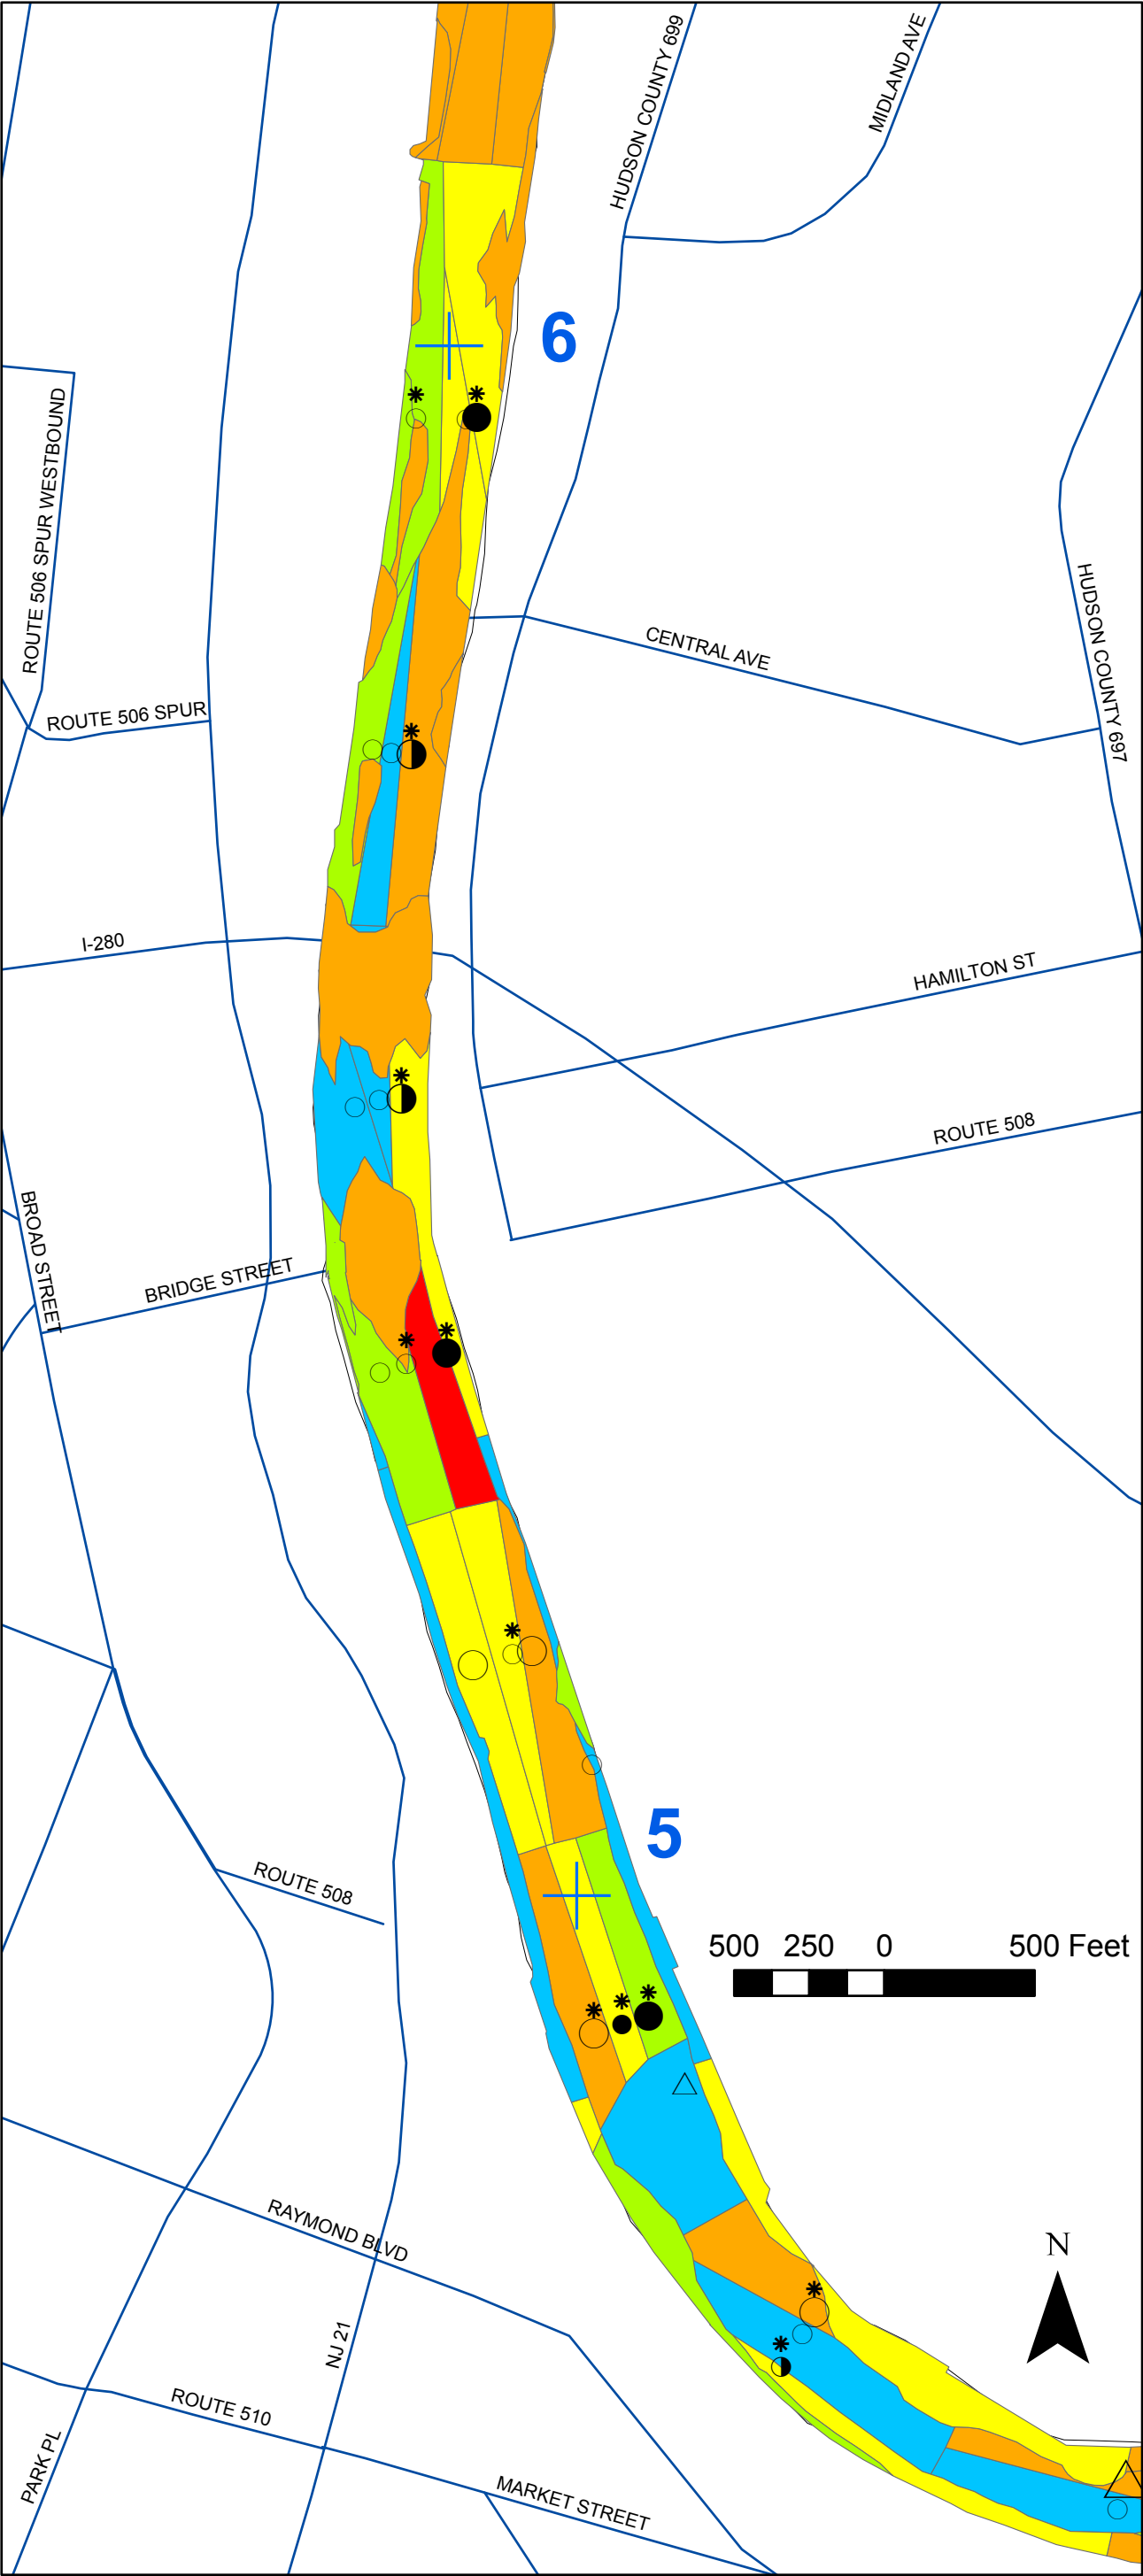 HUDSON COUNTY 699
MIDLAND AVE
6
ROUTE 506 SPUR WESTBOUND
HUDSON COUNTY 697
CENTRAL AVE
ROUTE 506 SPUR
I-280
HAMILTON ST
ROUTE 508
BROAD STREET
BRIDGE STREET
5
ROUTE 508
500 250 0 500 Feet
RAYMOND BLVD
N
NJ 21
ROUTE 510
PARK PL
MARKET STREET